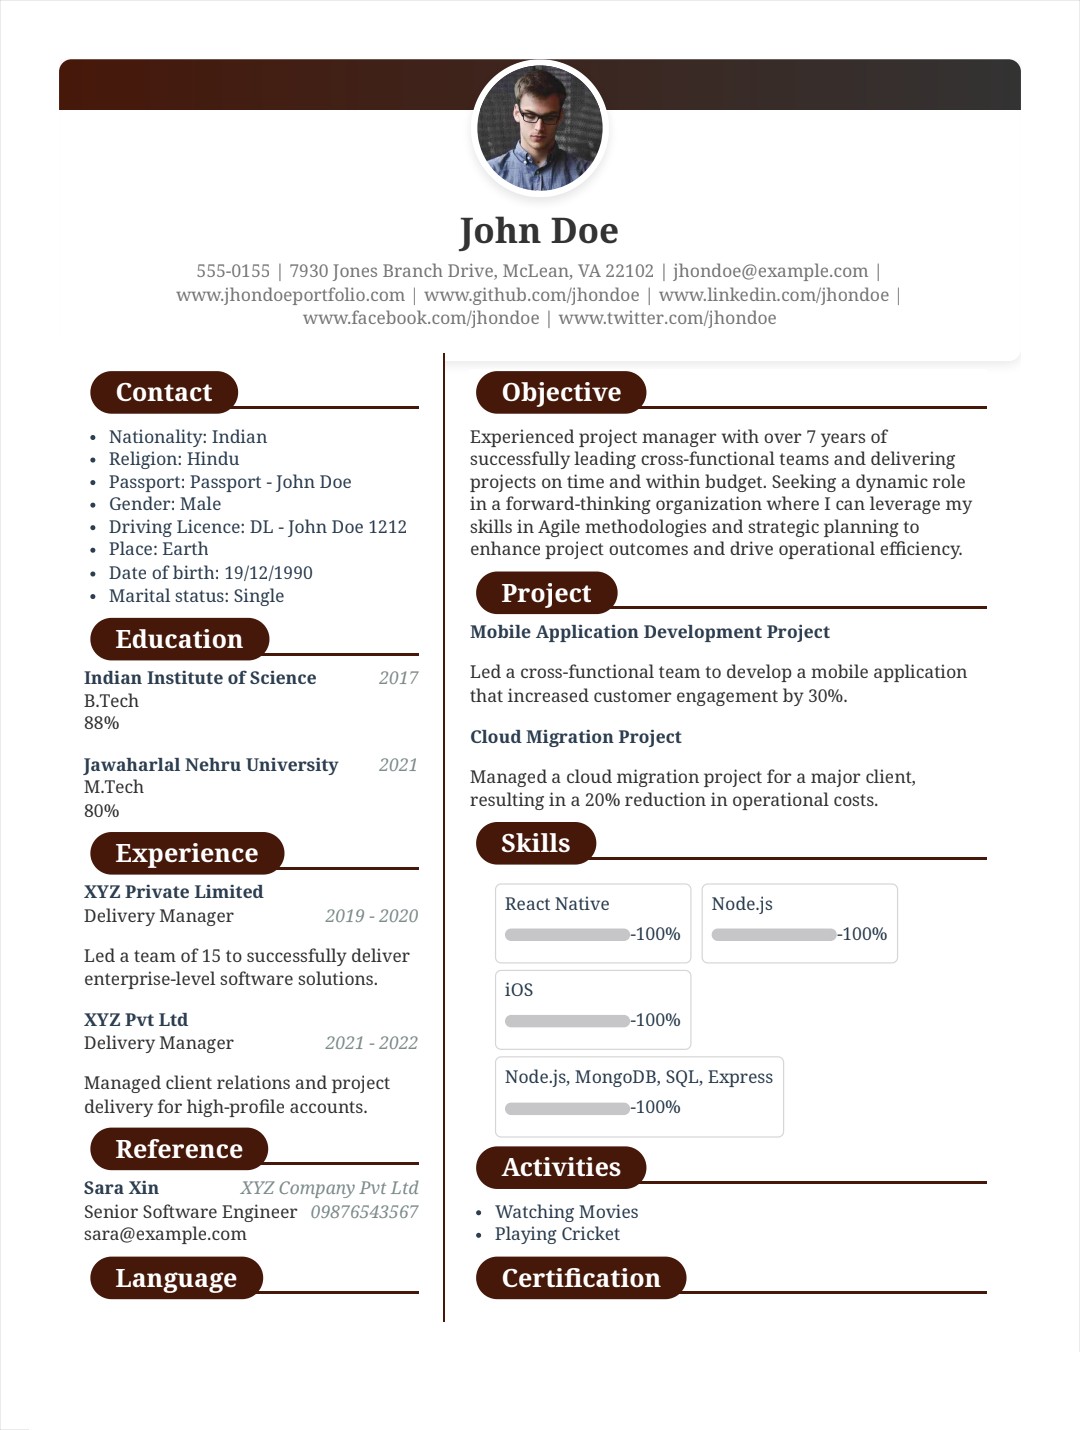 John Doe
555-0155 | 7930 Jones Branch Drive, McLean, VA 22102 | jhondoe@example.com |
www.jhondoeportfolio.com | www.github.com/jhondoe | www.linkedin.com/jhondoe |
www.facebook.com/jhondoe | www.twitter.com/jhondoe
Contact
• Nationality: Indian
• Religion: Hindu
• Passport: Passport - John Doe
• Gender: Male
• Driving Licence: DL - John Doe 1212
• Place: Earth
• Date of birth: 19/12/1990
• Marital status: Single
Education
Indian Institute of Science 2017
B.Tech
88%
Jawaharlal Nehru University 2021
M.Tech
80%
Experience
XYZ Private Limited
Delivery Manager 2019 - 2020
Led a team of 15 to successfully deliver
enterprise-level software solutions.
XYZ Pvt Ltd
Delivery Manager 2021 - 2022
Managed client relations and project
delivery for high-profile accounts.
Reference
Sara Xin XYZ Company Pvt Ltd
Senior Software Engineer 09876543567
sara@example.com
Language
Objective
Experienced project manager with over 7 years of
successfully leading cross-functional teams and delivering
projects on time and within budget. Seeking a dynamic role
in a forward-thinking organization where I can leverage my
skills in Agile methodologies and strategic planning to
enhance project outcomes and drive operational efficiency.
Project
Mobile Application Development Project
Led a cross-functional team to develop a mobile application
that increased customer engagement by 30%.
Cloud Migration Project
Managed a cloud migration project for a major client,
resulting in a 20% reduction in operational costs.
Skills
React Native
-100%
Node.js
-100%
iOS
-100%
Node.js, MongoDB, SQL, Express
-100%
Activities
• Watching Movies
• Playing Cricket
Certification